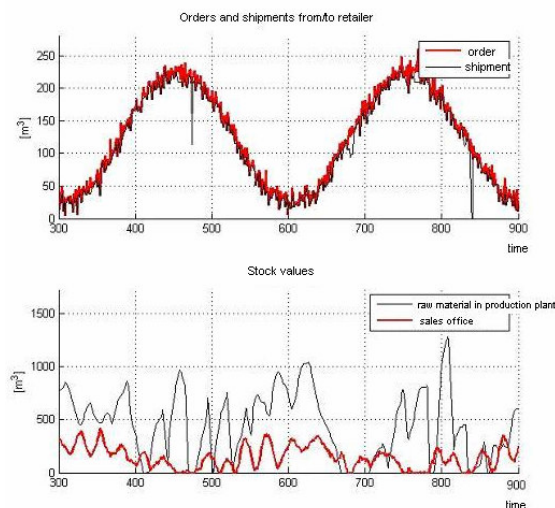 Orders and shipments from/to retailer
order
shipment
[m³]
250
200
150
100
50
0
300 400 500 600 700 800 900
time
Stock values
raw material in production plant
sales office
[m³]
1500
1000
500
0
300 400 500 600 700 800 900
time